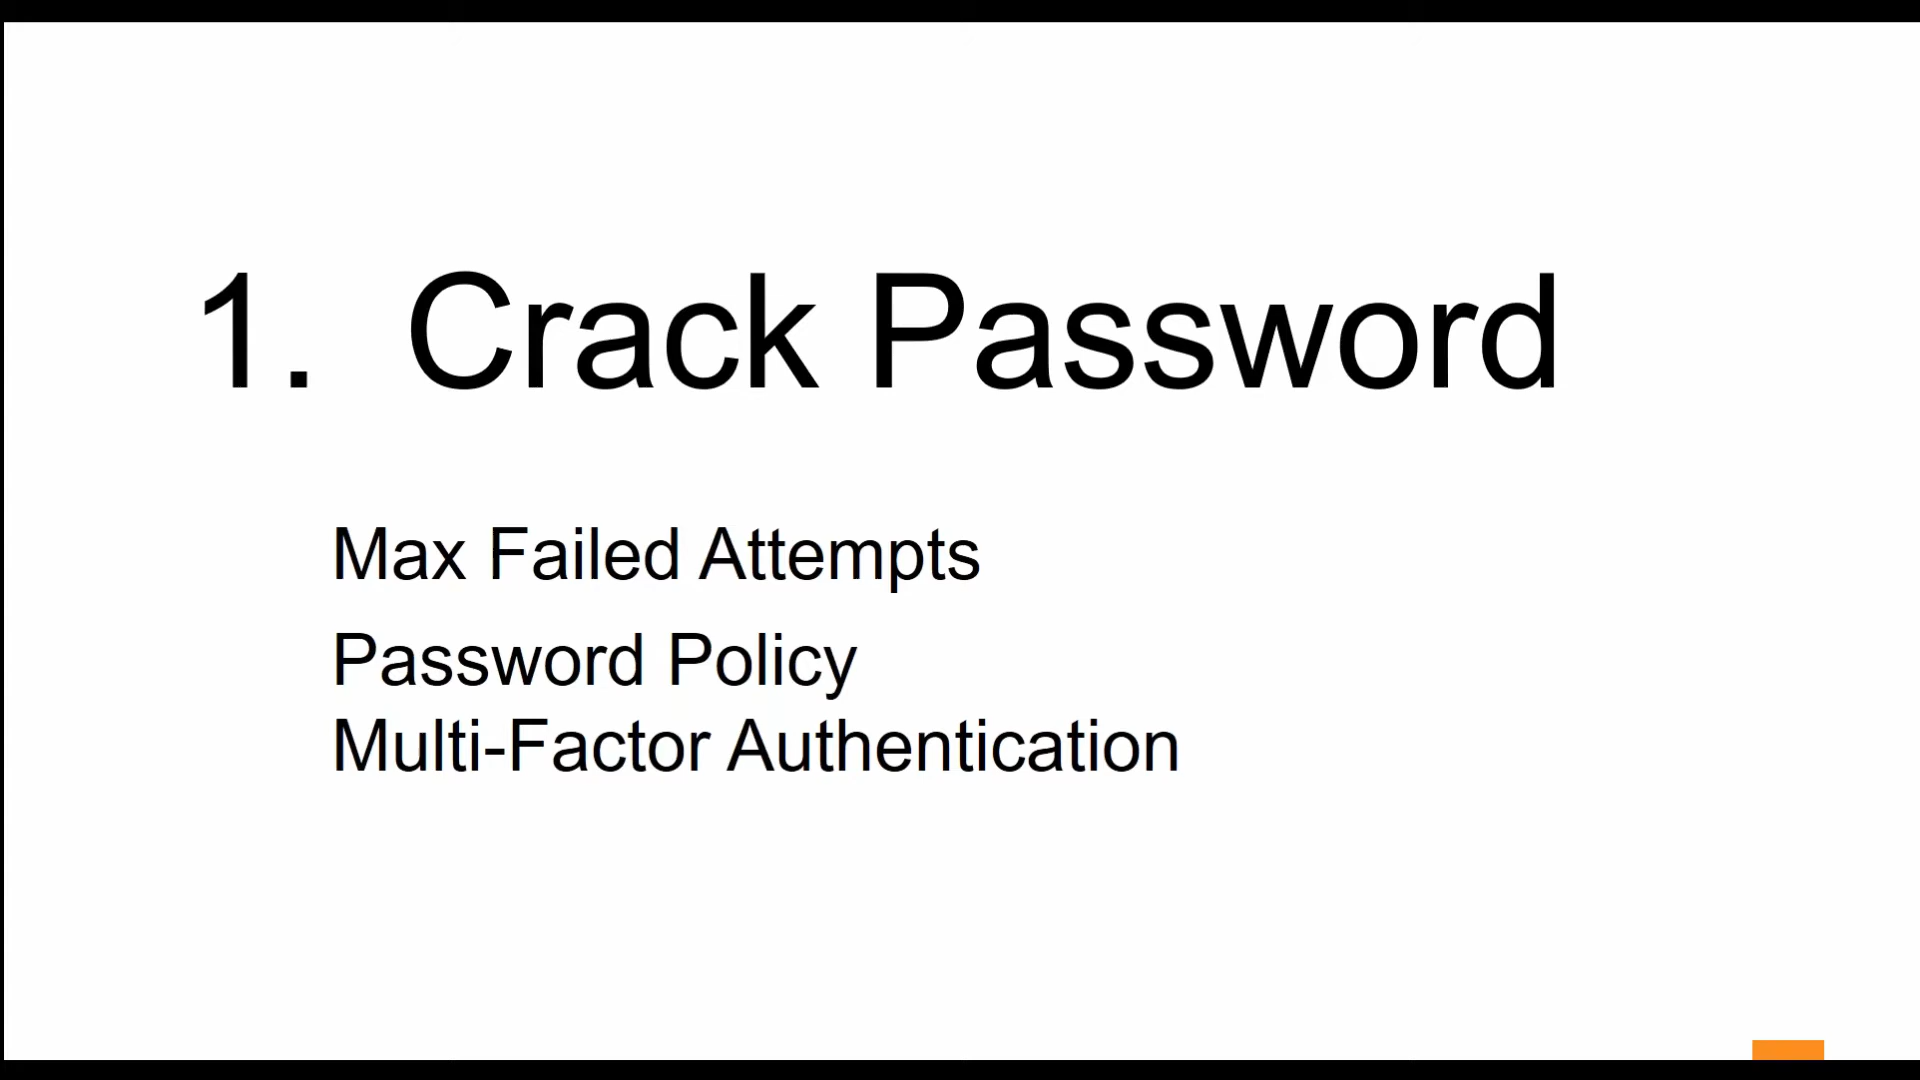 1. Crack Password
Max Failed Attempts
Password Policy
Multi-Factor Authentication